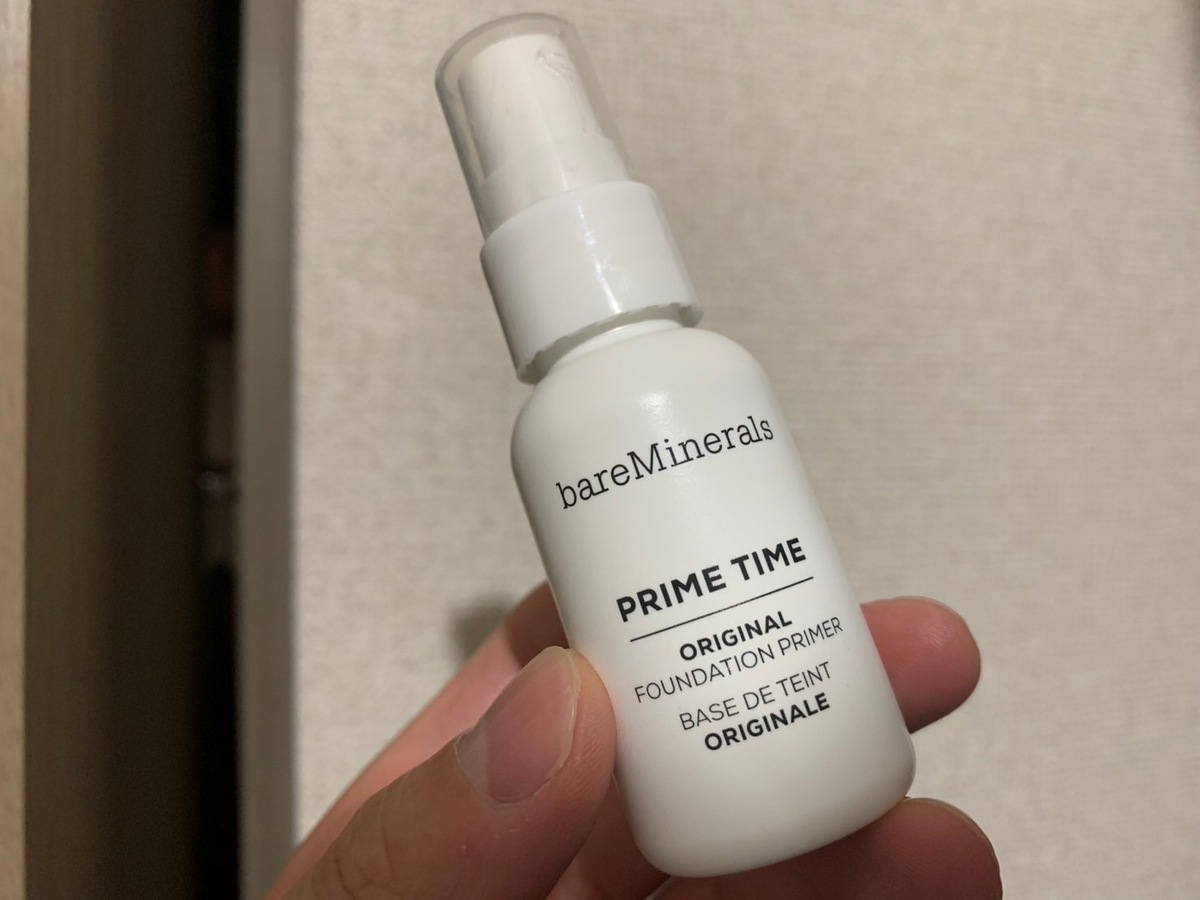 bareMinerals
PRIME TIME
ORIGINAL
FOUNDATION PRIMER
BASE DE TEINT
ORIGINALE